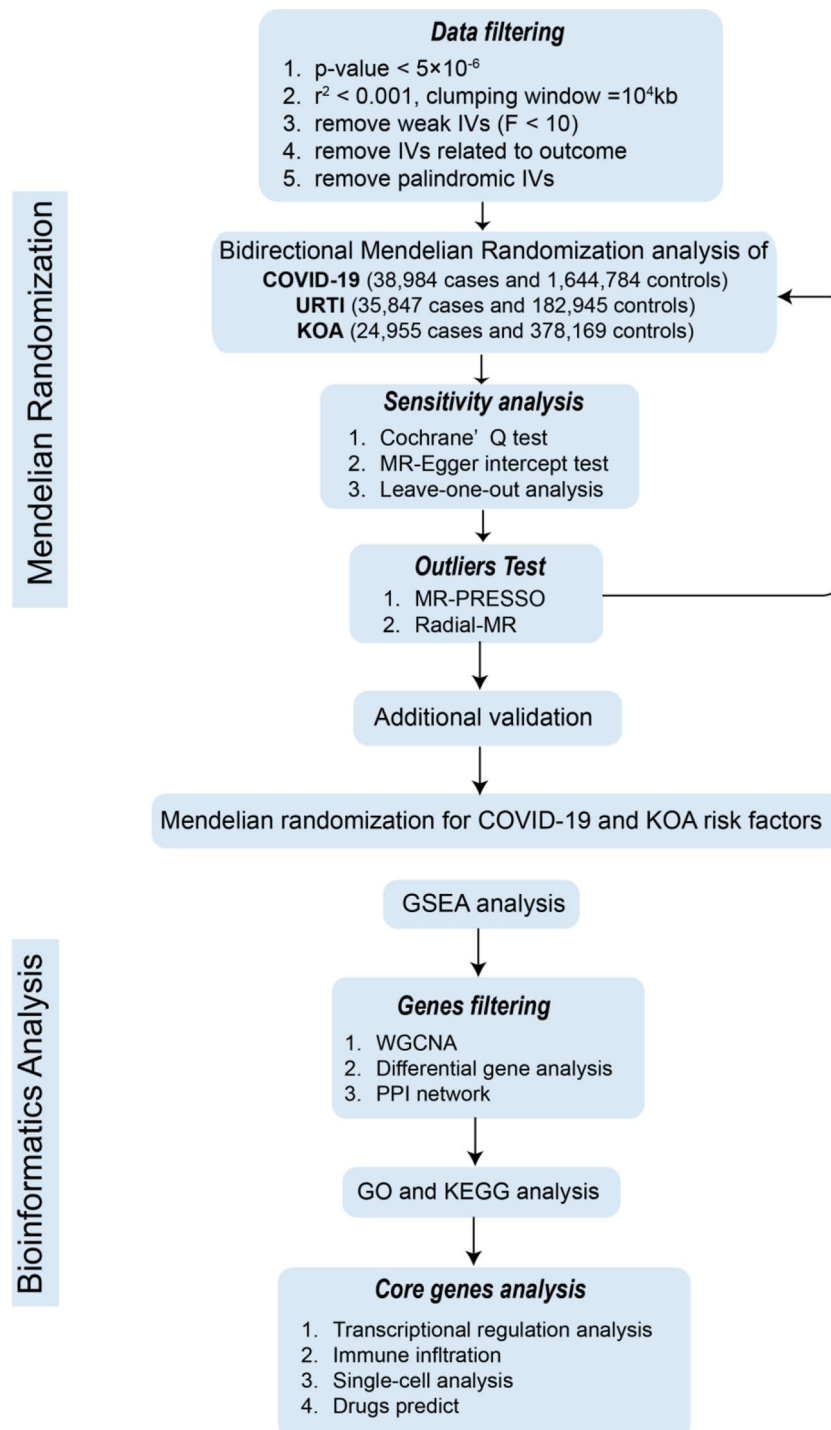 Data filtering
1. p-value < 5×10⁻⁶
2. r² < 0.001, clumping window =10⁴kb
3. remove weak IVs (F < 10)
4. remove IVs related to outcome
5. remove palindromic IVs
Mendelian Randomization
Bidirectional Mendelian Randomization analysis of
COVID-19 (38,984 cases and 1,644,784 controls)
URTI (35,847 cases and 182,945 controls)
KOA (24,955 cases and 378,169 controls)
Sensitivity analysis
1. Cochrane’ Q test
2. MR-Egger intercept test
3. Leave-one-out analysis
Outliers Test
1. MR-PRESSO
2. Radial-MR
Additional validation
Mendelian randomization for COVID-19 and KOA risk factors
Bioinformatics Analysis
GSEA analysis
Genes filtering
1. WGCNA
2. Differential gene analysis
3. PPI network
GO and KEGG analysis
Core genes analysis
1. Transcriptional regulation analysis
2. Immune infltration
3. Single-cell analysis
4. Drugs predict